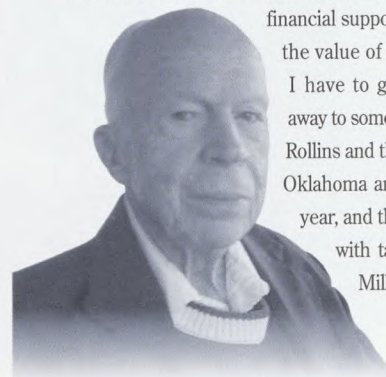 financial suppo
the value of
I have to g
away to some
Rollins and th
Oklahoma an
year, and th
with ta
Mill